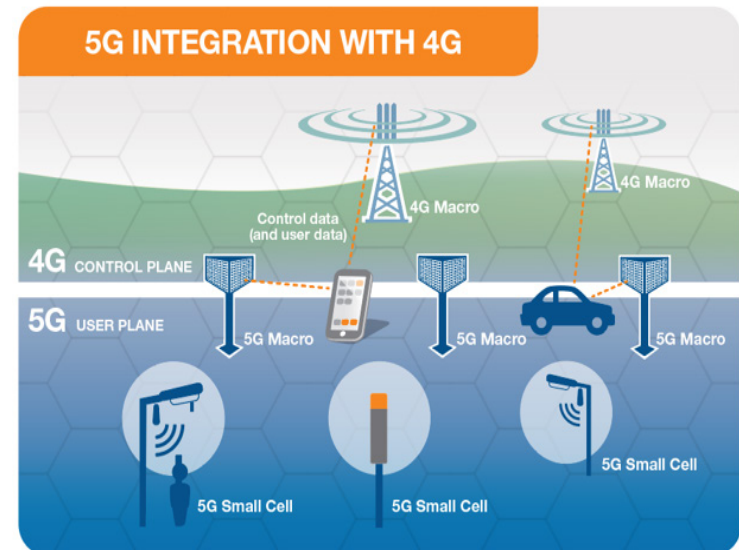 5G INTEGRATION WITH 4G
4G Macro
4G Macro
Control data
(and user data)
4G CONTROL PLANE
5G USER PLANE
5G Macro
5G Macro
5G Macro
5G Small Cell
5G Small Cell
5G Small Cell